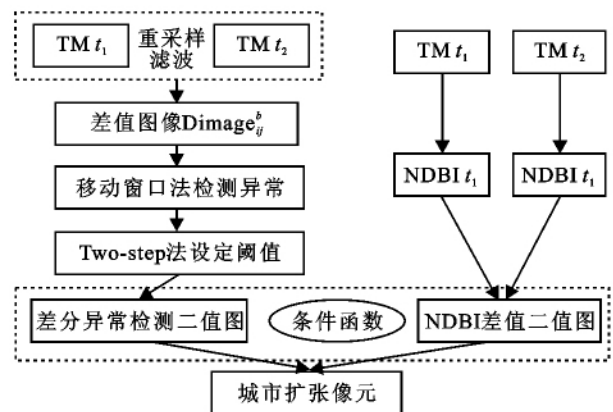 TM t₁
重采样
滤波
TM t₂
差值图像Dimageᵇᵢⱼ
移动窗口法检测异常
Two-step法设定阈值
TM t₁
TM t₂
NDBI t₁
NDBI t₁
差分异常检测二值图
条件函数
NDBI差值二值图
城市扩张像元